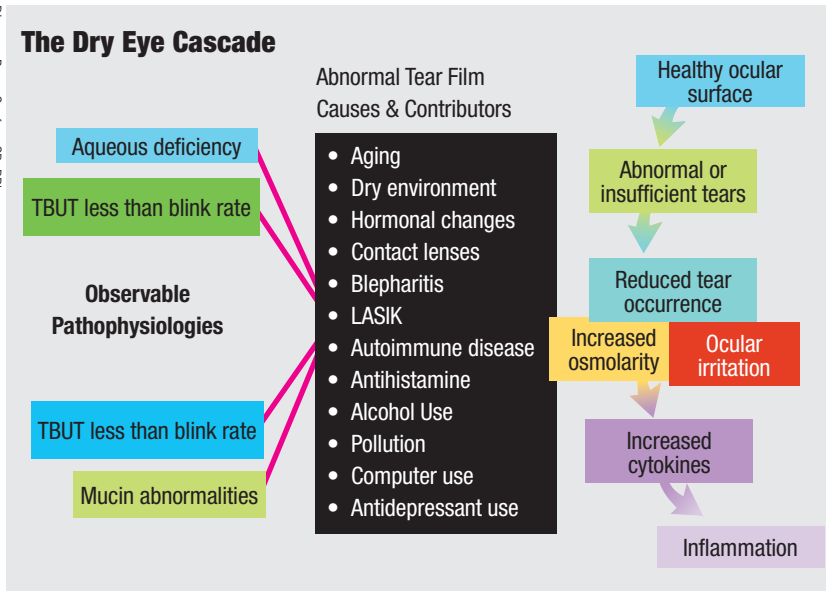 The Dry Eye Cascade
Abnormal Tear Film
Causes & Contributors
Aqueous deficiency
TBUT less than blink rate
Observable
Pathophysiologies
TBUT less than blink rate
Mucin abnormalities
• Aging
• Dry environment
• Hormonal changes
• Contact lenses
• Blepharitis
• LASIK
• Autoimmune disease
• Antihistamine
• Alcohol Use
• Pollution
• Computer use
• Antidepressant use
Healthy ocular
surface
Abnormal or
insufficient tears
Reduced tear
occurrence
Increased
osmolarity
Ocular
irritation
Increased
cytokines
Inflammation